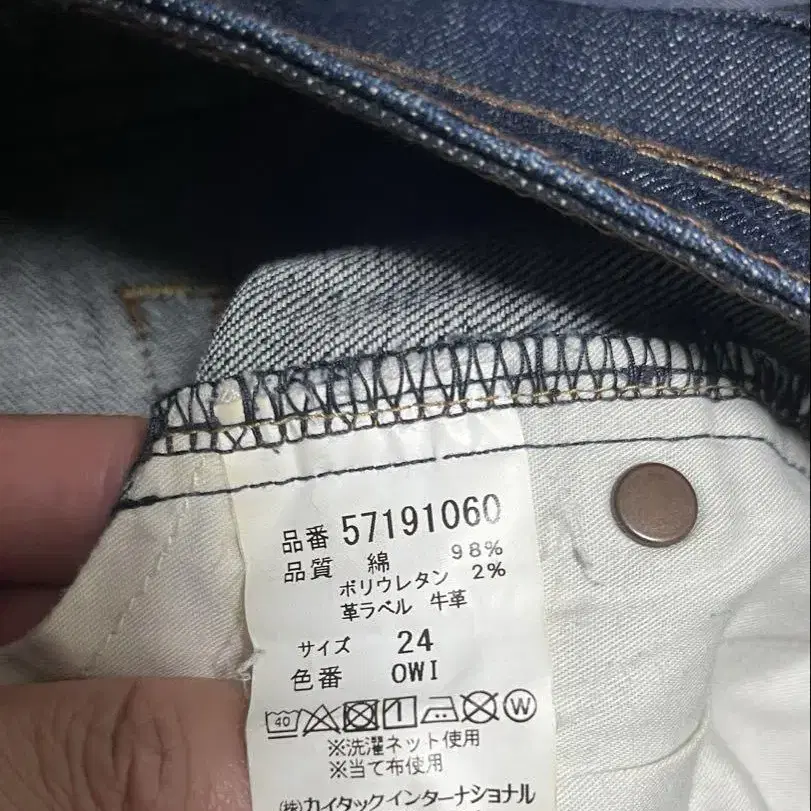 品番 57191060
品質 綿 98%
ポリウレタン 2%
革ラベル 牛革
サイズ 24
色番 OWI
40 W
※洗濯ネット使用
※当て布使用
㈱カイタックインターナショナル